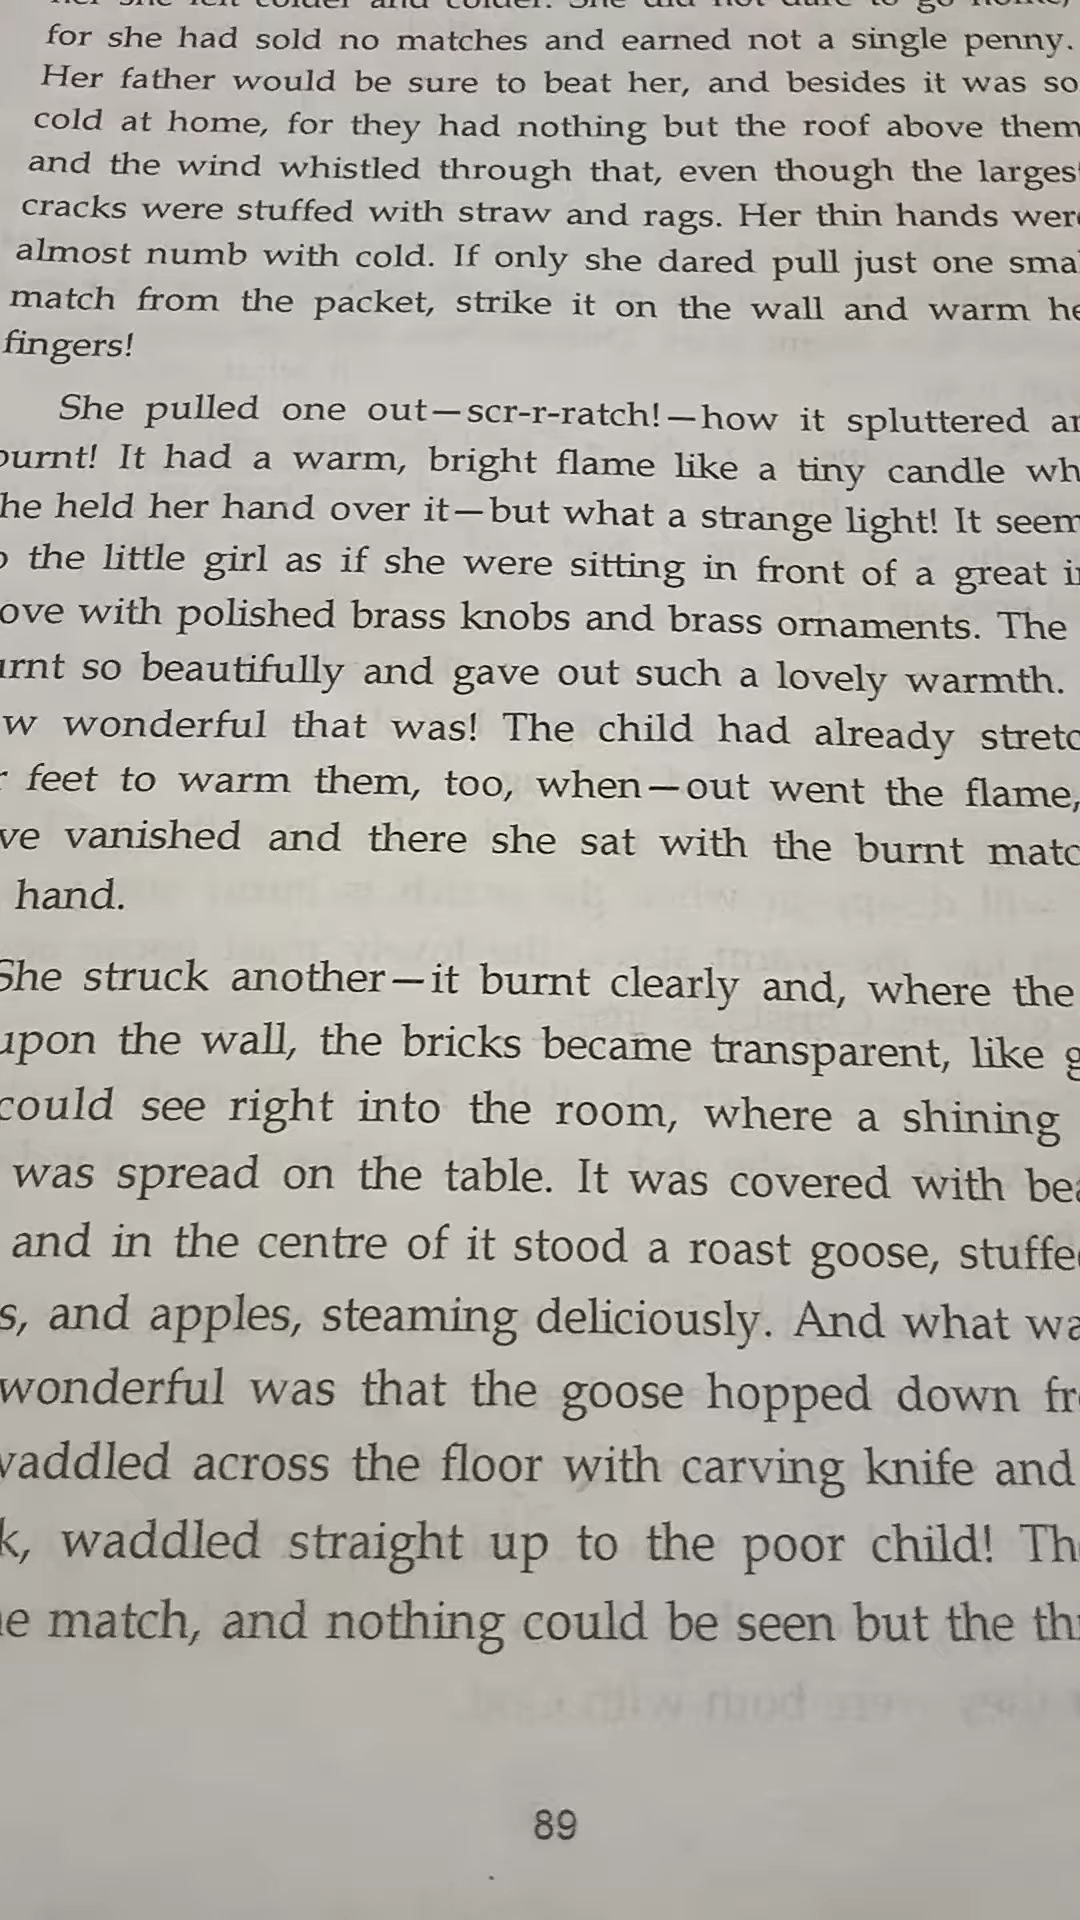 for she had sold no matches and earned not a single penny.
Her father would be sure to beat her, and besides it was so
cold at home, for they had nothing but the roof above them
and the wind whistled through that, even though the larges
cracks were stuffed with straw and rags. Her thin hands were
almost numb with cold. If only she dared pull just one smal
match from the packet, strike it on the wall and warm he
fingers!
She pulled one out—scr-r-ratch!—how it spluttered an
burnt! It had a warm, bright flame like a tiny candle wh
he held her hand over it—but what a strange light! It seem
the little girl as if she were sitting in front of a great i
ove with polished brass knobs and brass ornaments. The
urnt so beautifully and gave out such a lovely warmth.
w wonderful that was! The child had already stretc
r feet to warm them, too, when—out went the flame,
ve vanished and there she sat with the burnt matc
hand.
She struck another—it burnt clearly and, where the
upon the wall, the bricks became transparent, like g
could see right into the room, where a shining
was spread on the table. It was covered with bea
and in the centre of it stood a roast goose, stuffe
s, and apples, steaming deliciously. And what wa
wonderful was that the goose hopped down fr
waddled across the floor with carving knife and
k, waddled straight up to the poor child! Th
e match, and nothing could be seen but the th
89